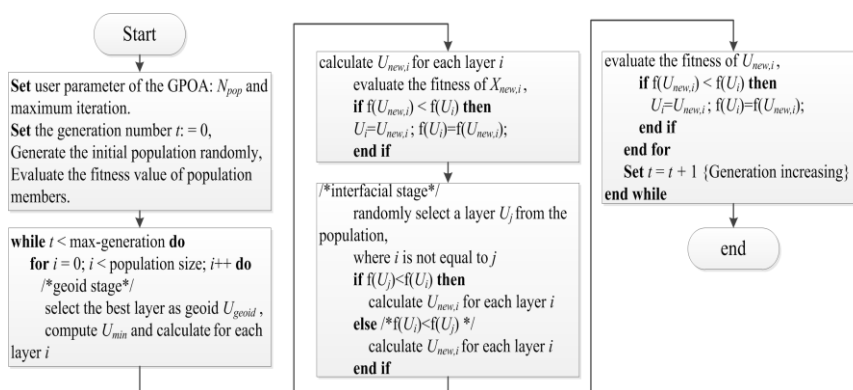 Start
Set user parameter of the GPOA: Npop and
maximum iteration.
Set the generation number t: = 0,
Generate the initial population randomly,
Evaluate the fitness value of population
members.
while t < max-generation do
for i = 0; i < population size; i++ do
/*geoid stage*/
select the best layer as geoid Ugeoid ,
compute Umin and calculate for each
layer i
calculate Unew,i for each layer i
evaluate the fitness of Xnew,i ,
if f(Unew,i) < f(Ui) then
Ui=Unew,i ; f(Ui)=f(Unew,i);
end if
/*interfacial stage*/
randomly select a layer Uj from the
population,
where i is not equal to j
if f(Uj)<f(Ui) then
calculate Unew,i for each layer i
else /*f(Ui)<f(Uj) */
calculate Unew,i for each layer i
end if
evaluate the fitness of Unew,i ,
if f(Unew,i) < f(Ui) then
Ui=Unew,i ; f(Ui)=f(Unew,i);
end if
end for
Set t = t + 1 {Generation increasing}
end while
end